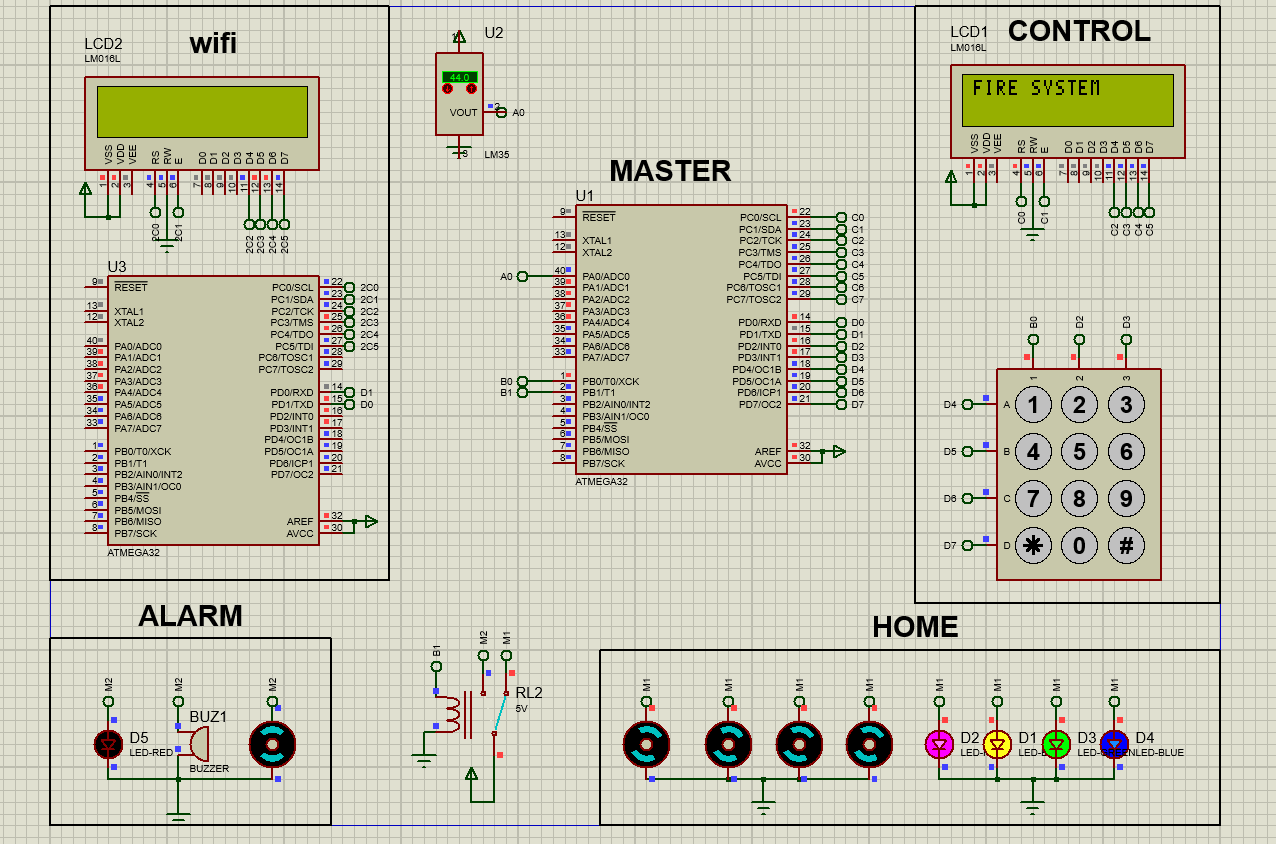 wifi
LCD2
LM016L
VSS VDD VEE RS RW E D0 D1 D2 D3 D4 D5 D6 D7
1 2 3 4 5 6 7 8 9 10 11 12 13 14
2C0 2C1 2C2 2C3 2C4 2C5
U3
9 RESET
13 XTAL1
12 XTAL2
40 PA0/ADC0
39 PA1/ADC1
38 PA2/ADC2
37 PA3/ADC3
36 PA4/ADC4
35 PA5/ADC5
34 PA6/ADC6
33 PA7/ADC7
1 PB0/T0/XCK
2 PB1/T1
3 PB2/AIN0/INT2
4 PB3/AIN1/OC0
5 PB4/SS
6 PB5/MOSI
7 PB6/MISO
8 PB7/SCK
PC0/SCL 22 2C0
PC1/SDA 23 2C1
PC2/TCK 24 2C2
PC3/TMS 25 2C3
PC4/TDO 26 2C4
PC5/TDI 27 2C5
PC6/TOSC1 28
PC7/TOSC2 29
PD0/RXD 14 D1
PD1/TXD 15 D0
PD2/INT0 16
PD3/INT1 17
PD4/OC1B 18
PD5/OC1A 19
PD6/ICP1 20
PD7/OC2 21
AREF 32
AVCC 30
ATMEGA32
U2
1
44.0
VOUT 2 A0
3
LM35
MASTER
U1
9 RESET
13 XTAL1
12 XTAL2
A0 40 PA0/ADC0
39 PA1/ADC1
38 PA2/ADC2
37 PA3/ADC3
36 PA4/ADC4
35 PA5/ADC5
34 PA6/ADC6
33 PA7/ADC7
B0 1 PB0/T0/XCK
B1 2 PB1/T1
3 PB2/AIN0/INT2
4 PB3/AIN1/OC0
5 PB4/SS
6 PB5/MOSI
7 PB6/MISO
8 PB7/SCK
PC0/SCL 22 C0
PC1/SDA 23 C1
PC2/TCK 24 C2
PC3/TMS 25 C3
PC4/TDO 26 C4
PC5/TDI 27 C5
PC6/TOSC1 28 C6
PC7/TOSC2 29 C7
PD0/RXD 14 D0
PD1/TXD 15 D1
PD2/INT0 16 D2
PD3/INT1 17 D3
PD4/OC1B 18 D4
PD5/OC1A 19 D5
PD6/ICP1 20 D6
PD7/OC2 21 D7
AREF 32
AVCC 30
ATMEGA32
CONTROL
LCD1
LM016L
FIRE SYSTEM
VSS VDD VEE RS RW E D0 D1 D2 D3 D4 D5 D6 D7
1 2 3 4 5 6 7 8 9 10 11 12 13 14
C0 C1 C2 C3 C4 C5
B0 D2 D3
1 2 3
D4 A 1 2 3
D5 B 4 5 6
D6 C 7 8 9
D7 D * 0 #
ALARM
M2 M2 M2
D5
LED-RED
BUZ1
BUZZER
B1 M2 M1
RL2
5V
HOME
M1 M1 M1 M1 M1 M1 M1 M1
D2 D1 D3 D4
LED-BLUE